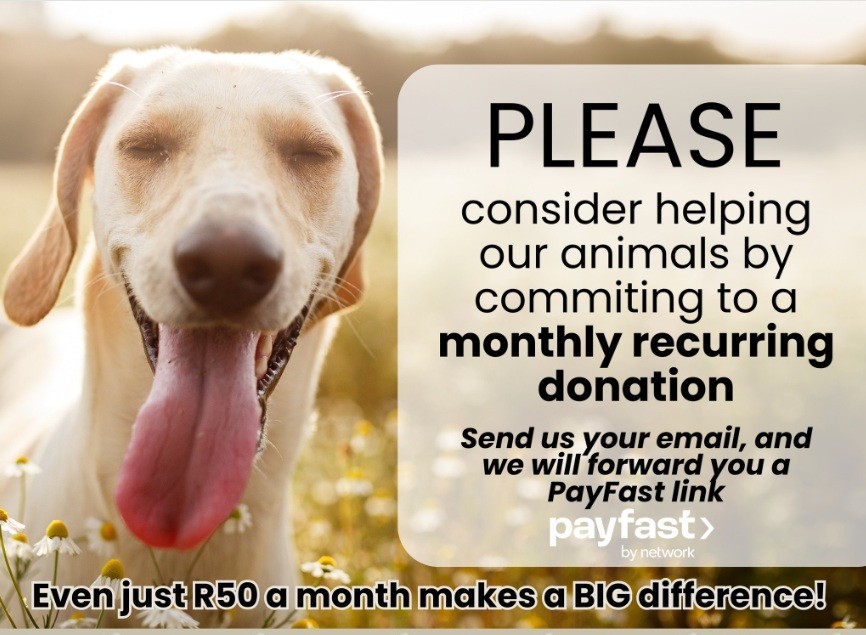 PLEASE
consider helping
our animals by
commiting to a
monthly recurring
donation
Send us your email, and
we will forward you a
PayFast link
payfast
by network
Even just R50 a month makes a BIG difference!